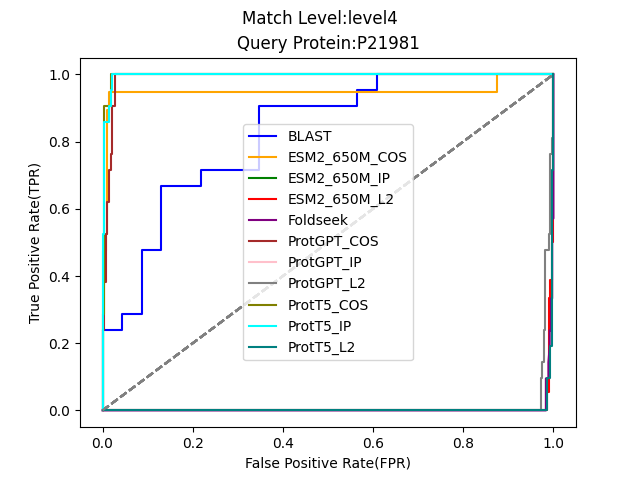 Match Level:level4
Query Protein:P21981
True Positive Rate(TPR)
1.0
0.8
0.6
0.4
0.2
0.0
BLAST
ESM2_650M_COS
ESM2_650M_IP
ESM2_650M_L2
Foldseek
ProtGPT_COS
ProtGPT_IP
ProtGPT_L2
ProtT5_COS
ProtT5_IP
ProtT5_L2
0.0 0.2 0.4 0.6 0.8 1.0
False Positive Rate(FPR)